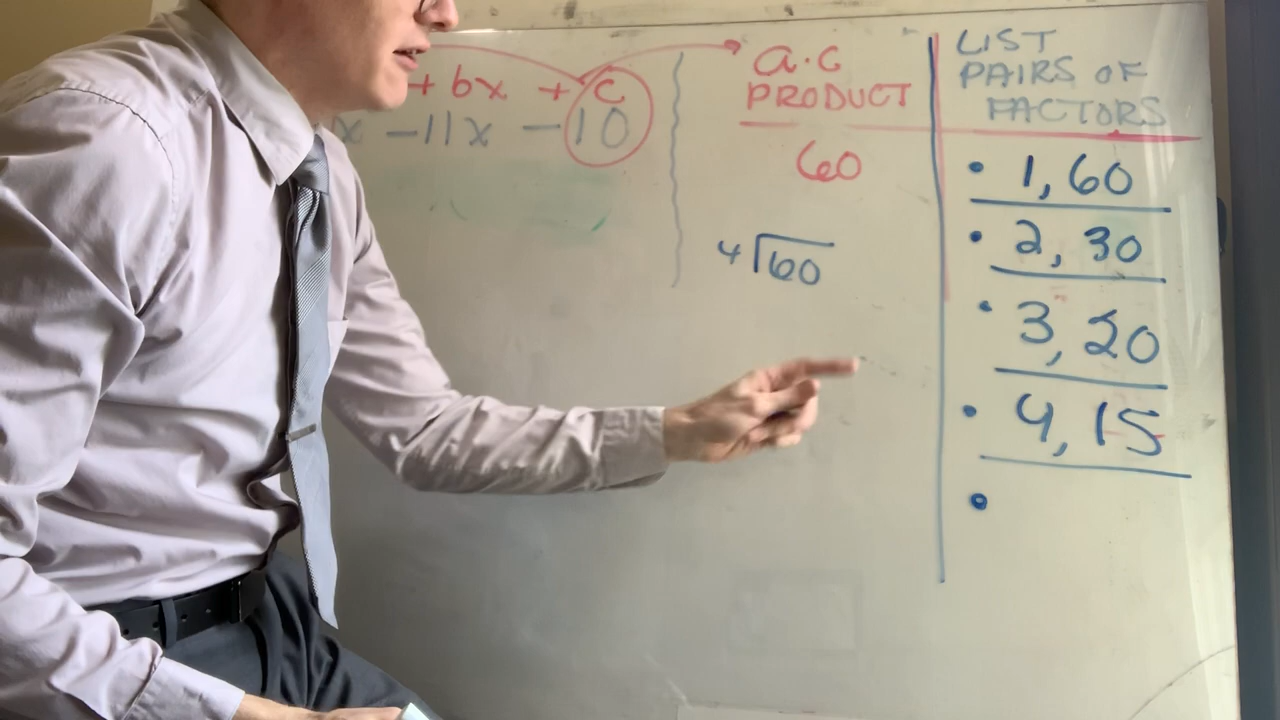 + bx + c
x -11x -10
a·c
PRODUCT
60
4 60
LIST
PAIRS OF
FACTORS
• 1, 60
• 2, 30
• 3, 20
• 4, 15
•